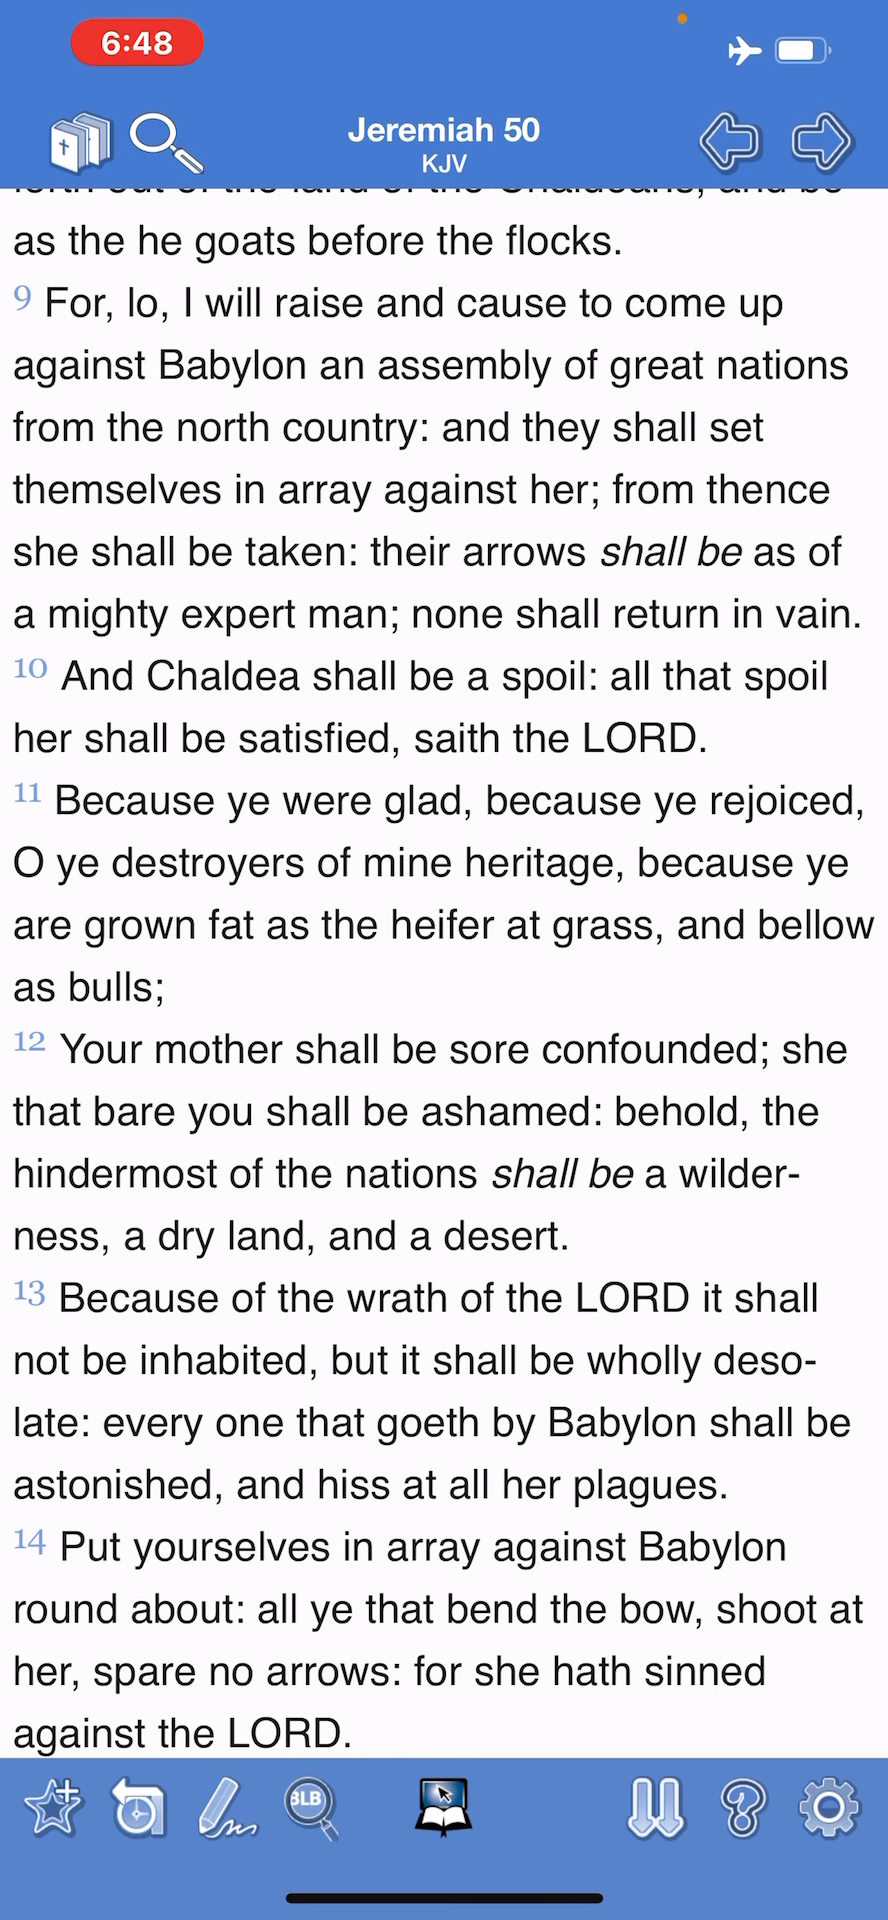 6:48
Jeremiah 50
KJV
forth out of the land of the Chaldeans, and be
as the he goats before the flocks.
9 For, lo, I will raise and cause to come up
against Babylon an assembly of great nations
from the north country: and they shall set
themselves in array against her; from thence
she shall be taken: their arrows shall be as of
a mighty expert man; none shall return in vain.
10 And Chaldea shall be a spoil: all that spoil
her shall be satisfied, saith the LORD.
11 Because ye were glad, because ye rejoiced,
O ye destroyers of mine heritage, because ye
are grown fat as the heifer at grass, and bellow
as bulls;
12 Your mother shall be sore confounded; she
that bare you shall be ashamed: behold, the
hindermost of the nations shall be a wilder-
ness, a dry land, and a desert.
13 Because of the wrath of the LORD it shall
not be inhabited, but it shall be wholly deso-
late: every one that goeth by Babylon shall be
astonished, and hiss at all her plagues.
14 Put yourselves in array against Babylon
round about: all ye that bend the bow, shoot at
her, spare no arrows: for she hath sinned
against the LORD.
BLB